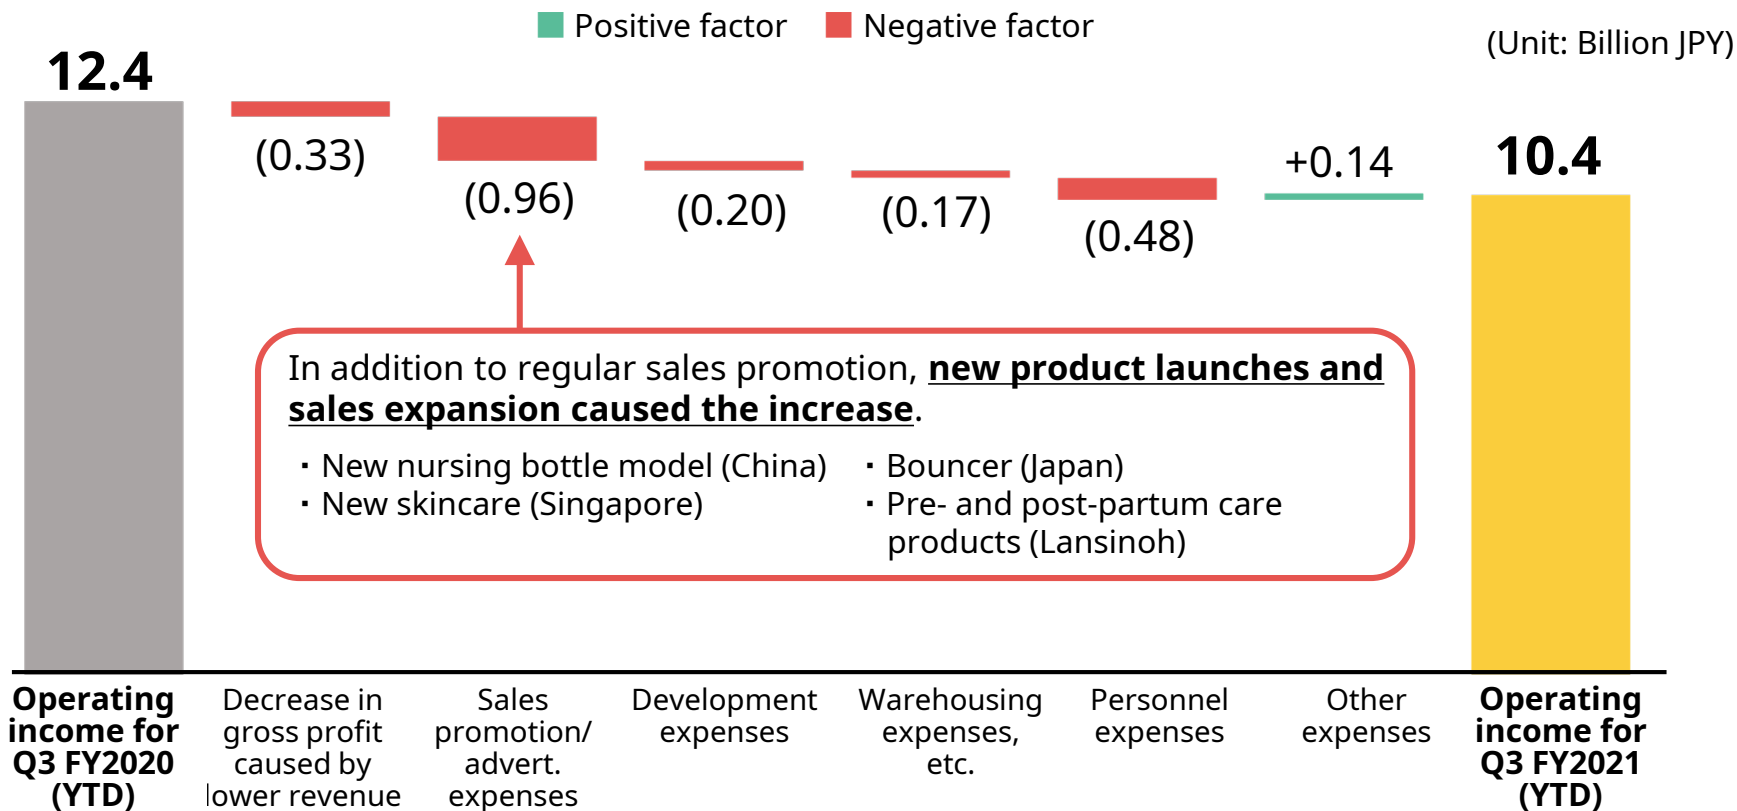 Positive factor
Negative factor
(Unit: Billion JPY)
12.4
(0.33)
(0.96)
(0.20)
(0.17)
(0.48)
+0.14
10.4
In addition to regular sales promotion, new product launches and
sales expansion caused the increase.
・New nursing bottle model (China)
・New skincare (Singapore)
・Bouncer (Japan)
・Pre- and post-partum care
products (Lansinoh)
Operating
income for
Q3 FY2020
(YTD)
Decrease in
gross profit
caused by
lower revenue
Sales
promotion/
advert.
expenses
Development
expenses
Warehousing
expenses,
etc.
Personnel
expenses
Other
expenses
Operating
income for
Q3 FY2021
(YTD)